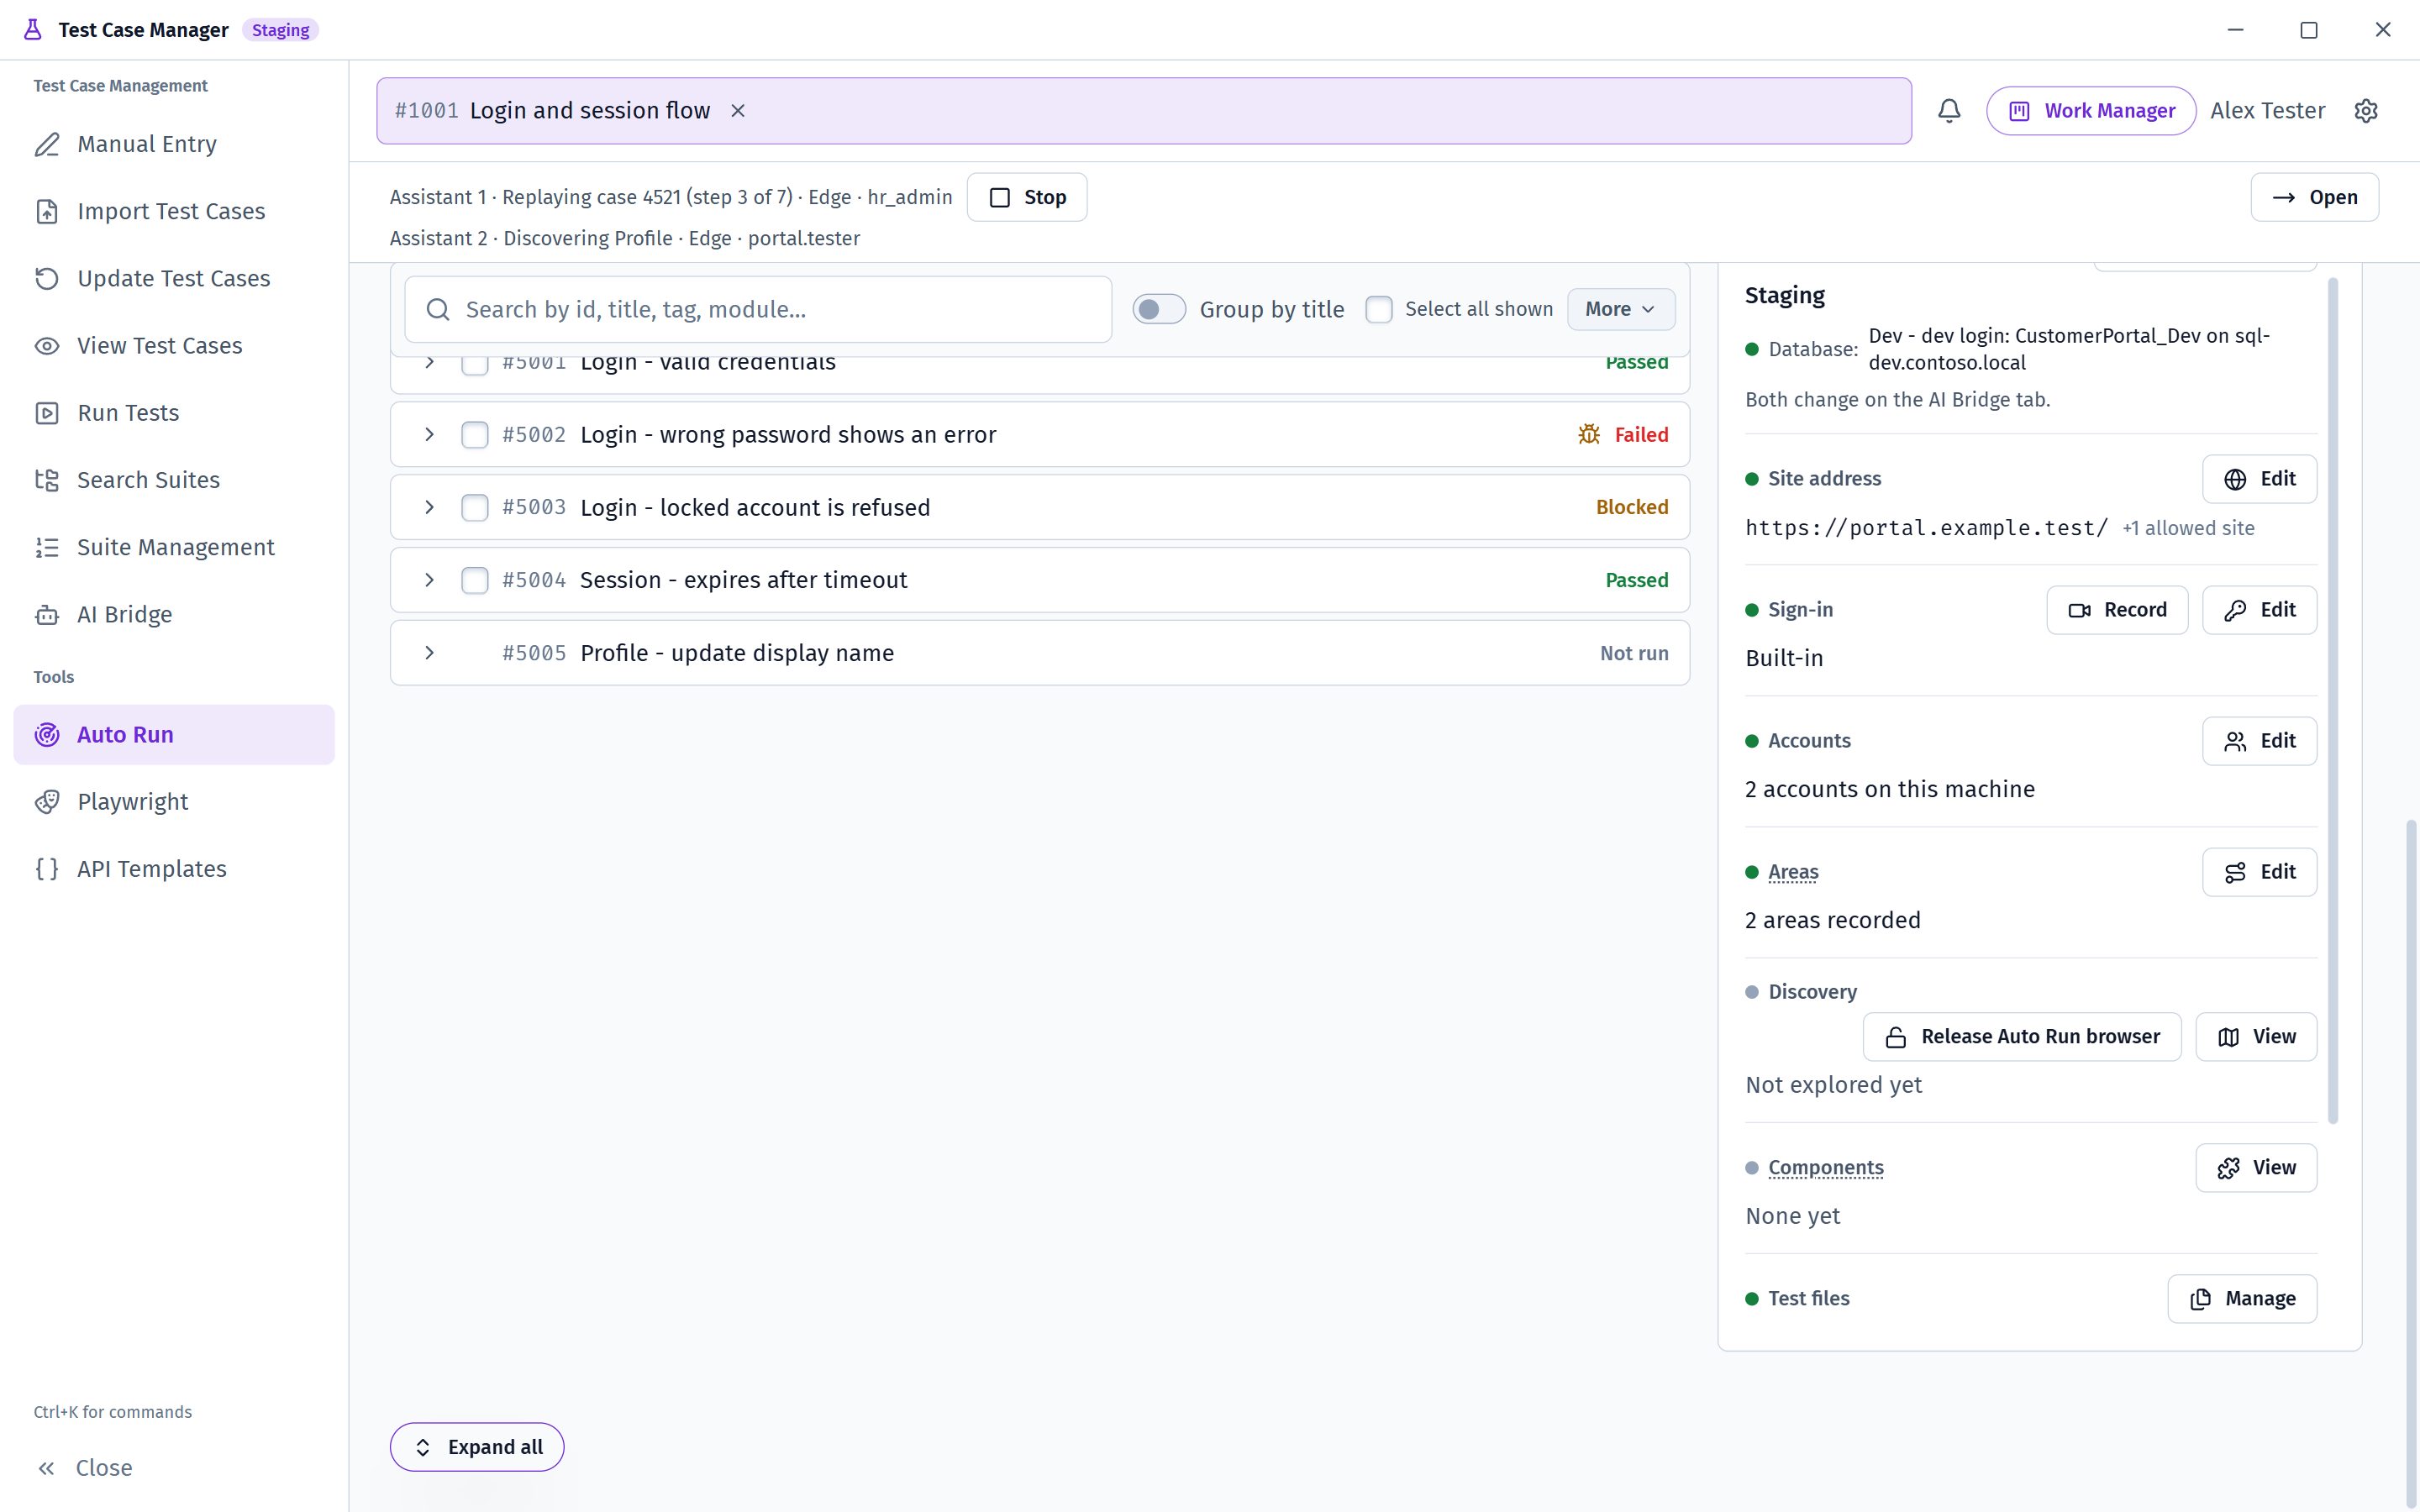 Test Case Manager Staging
Test Case Management
Manual Entry
Import Test Cases
Update Test Cases
View Test Cases
Run Tests
Search Suites
Suite Management
AI Bridge
Tools
Auto Run
Playwright
API Templates
Ctrl+K for commands
Close
#1001 Login and session flow
Work Manager
Alex Tester
Assistant 1 · Replaying case 4521 (step 3 of 7) · Edge · hr_admin
Stop
Open
Assistant 2 · Discovering Profile · Edge · portal.tester
Search by id, title, tag, module...
Group by title
Select all shown
More
#5001 Login - valid credentials Passed
#5002 Login - wrong password shows an error Failed
#5003 Login - locked account is refused Blocked
#5004 Session - expires after timeout Passed
#5005 Profile - update display name Not run
Expand all
Staging
Database: Dev - dev login: CustomerPortal_Dev on sql-
dev.contoso.local
Both change on the AI Bridge tab.
Site address Edit
https://portal.example.test/ +1 allowed site
Sign-in Record Edit
Built-in
Accounts Edit
2 accounts on this machine
Areas Edit
2 areas recorded
Discovery
Release Auto Run browser View
Not explored yet
Components View
None yet
Test files Manage